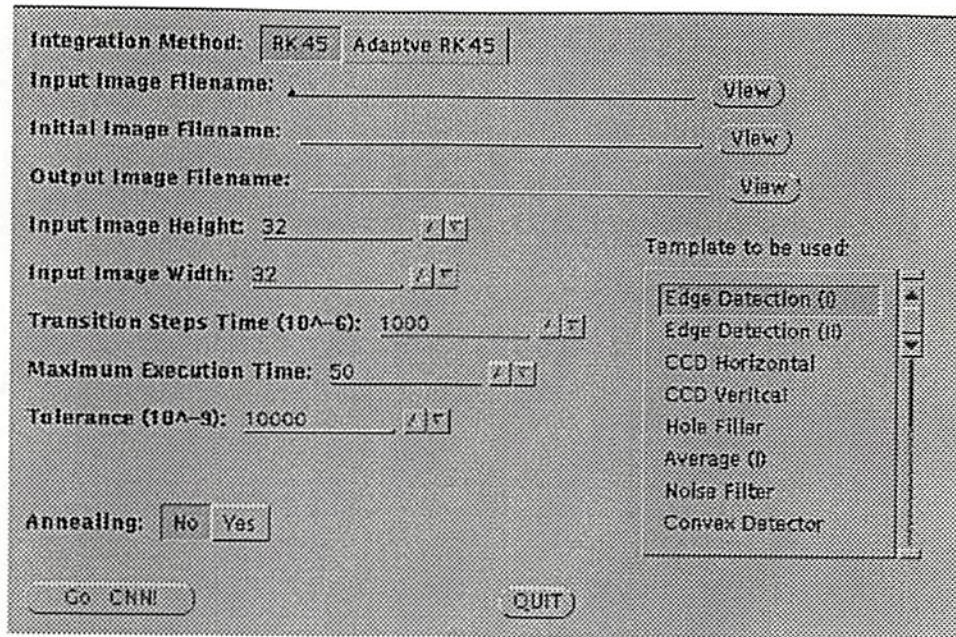 Integration Method: RK45 Adaptve RK45
Input Image Filename: View
Initial Image Filename: View
Output Image Filename: View
Input Image Height: 32
Input Image Width: 32
Transition Steps Time (10^-6): 1000
Maximum Execution Time: 50
Tolerance (10^-9): 10000
Annealing: No Yes
Template to be used:
Edge Detection (I)
Edge Detection (II)
CCD Horizontal
CCD Veritcal
Hole Filler
Average (I)
Noise Filter
Convex Detector
Go CNN!
QUIT